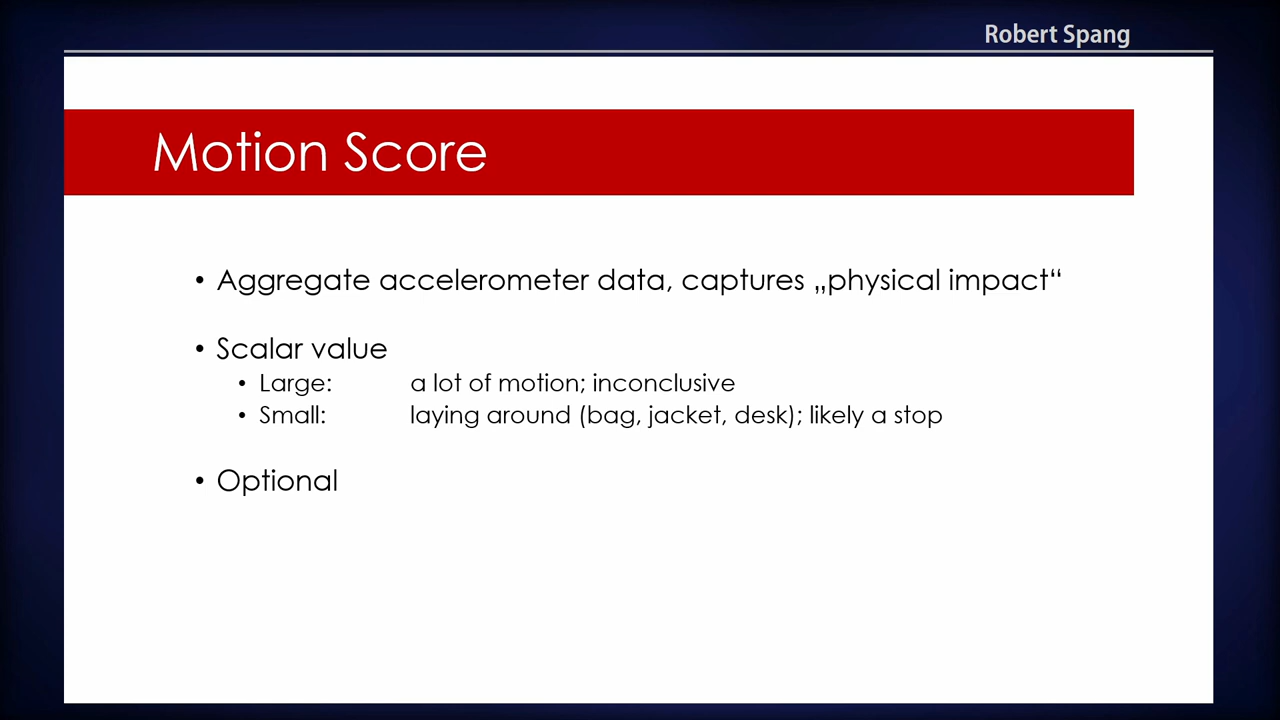 Robert Spang
Motion Score
• Aggregate accelerometer data, captures „physical impact“
• Scalar value
• Large: a lot of motion; inconclusive
• Small: laying around (bag, jacket, desk); likely a stop
• Optional